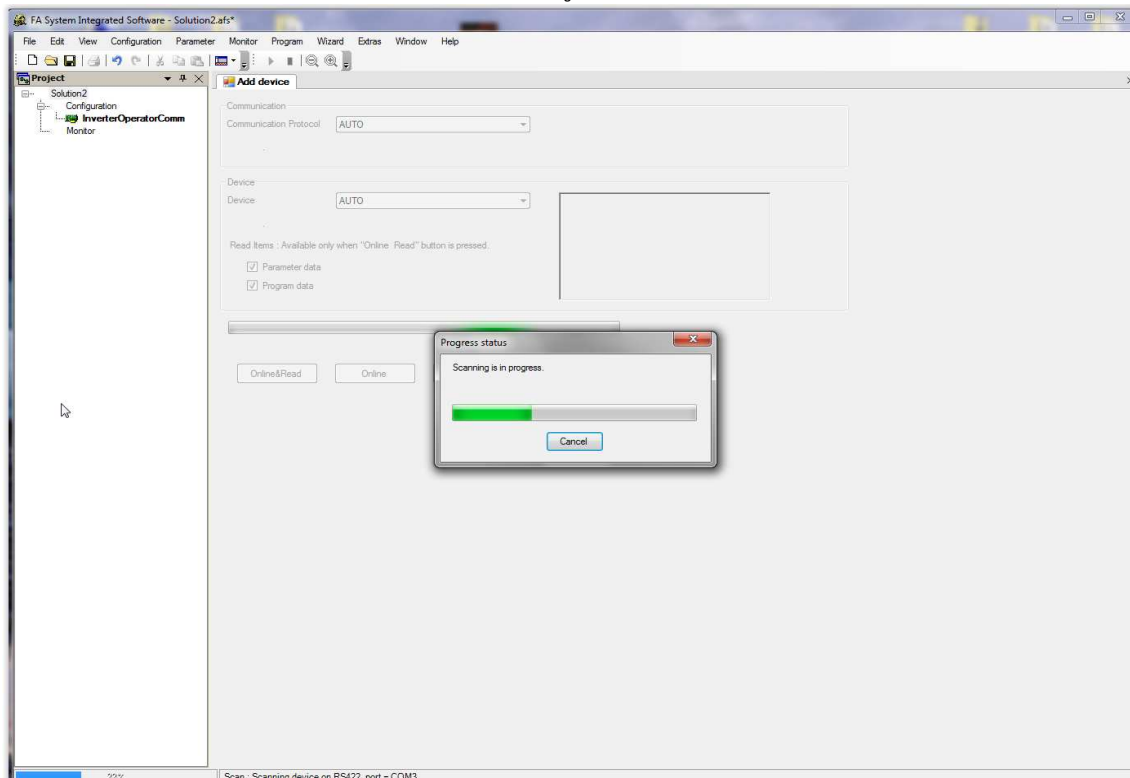 FA System Integrated Software - Solution2.afs*
File Edit View Configuration Parameter Monitor Program Wizard Extras Window Help
Project
Add device
Solution2
Configuration
InverterOperatorComm
Monitor
Communication
Communication Protocol AUTO
Device
Device AUTO
Read Items : Available only when "Online Read" button is pressed.
Parameter data
Program data
Online&Read Online
Progress status
Scanning is in progress.
Cancel
Scan : Scanning device on RS422, port = COM3